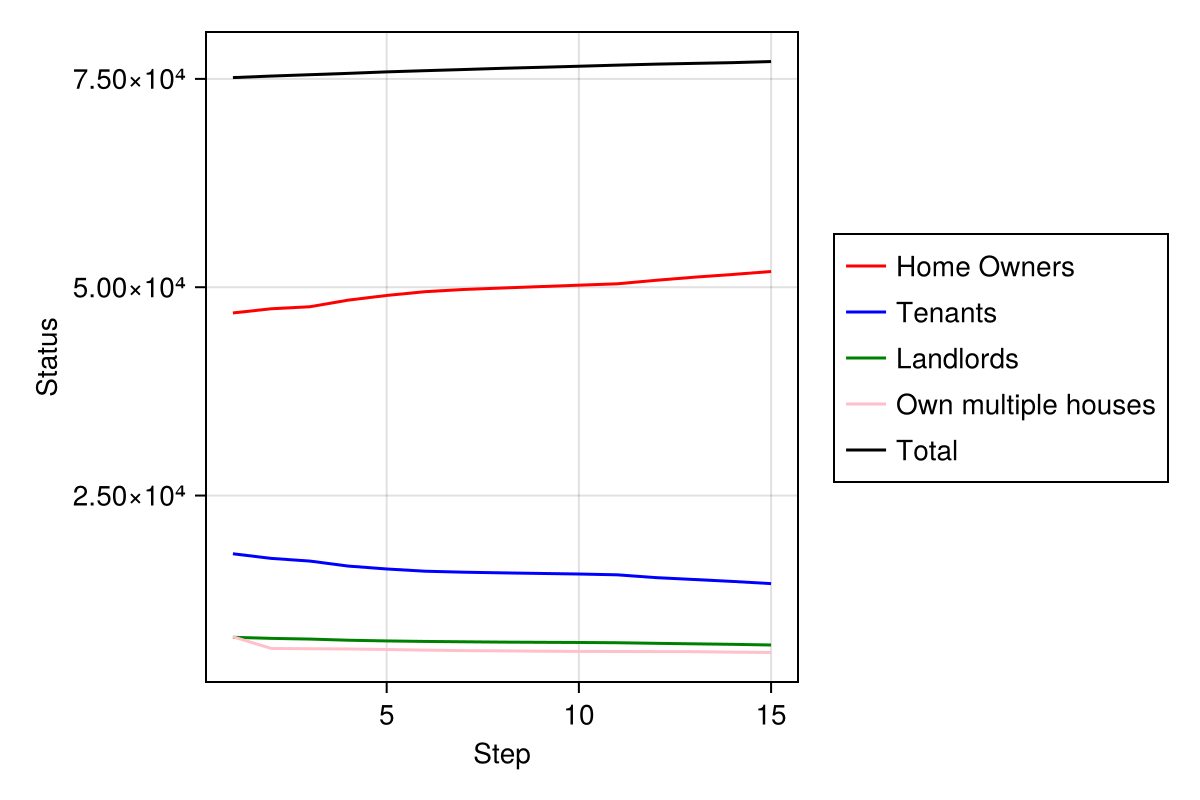 7.50×10⁴
5.00×10⁴
2.50×10⁴
Status
5 10 15
Step
Home Owners
Tenants
Landlords
Own multiple houses
Total